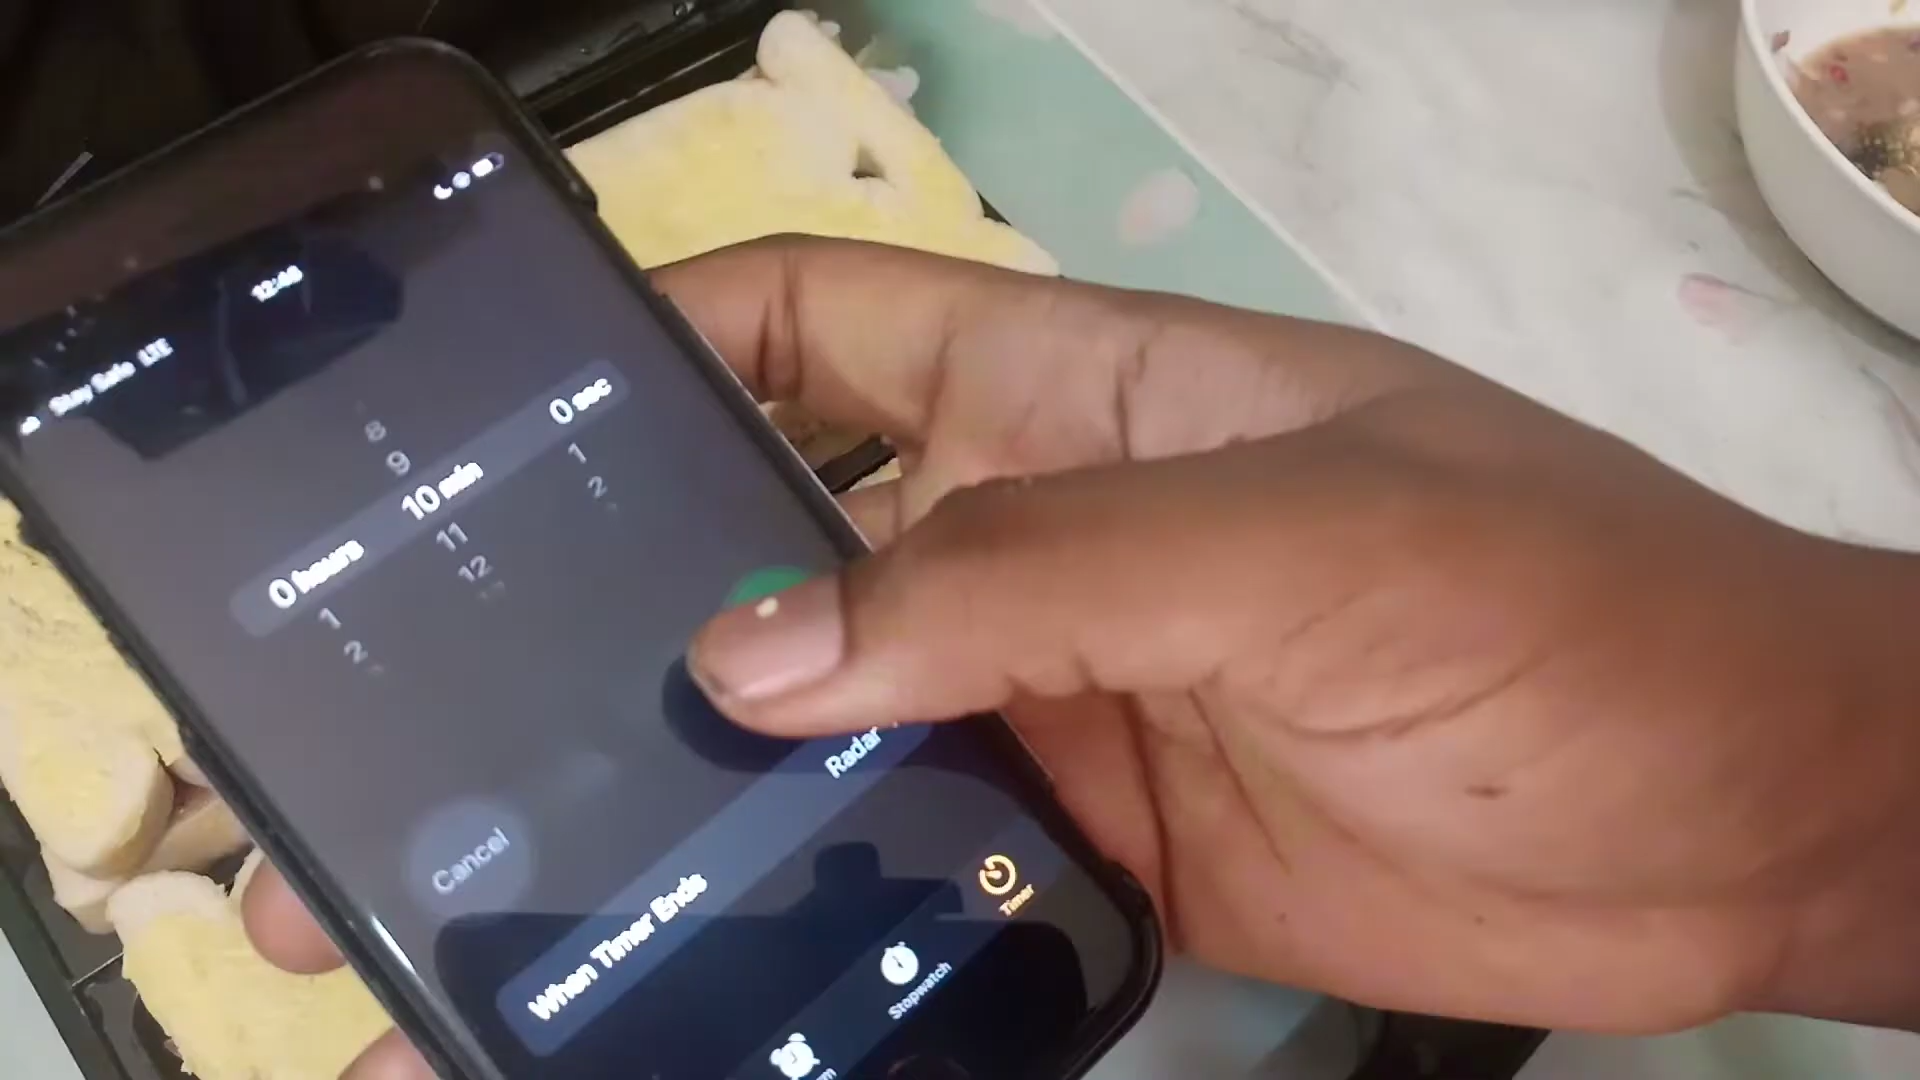 Stay Safe LTE
12:46
8
9
0 hours 10 min 0 sec
1 11 1
2 12 2
Cancel
When Timer Ends Radar
Stopwatch
Timer